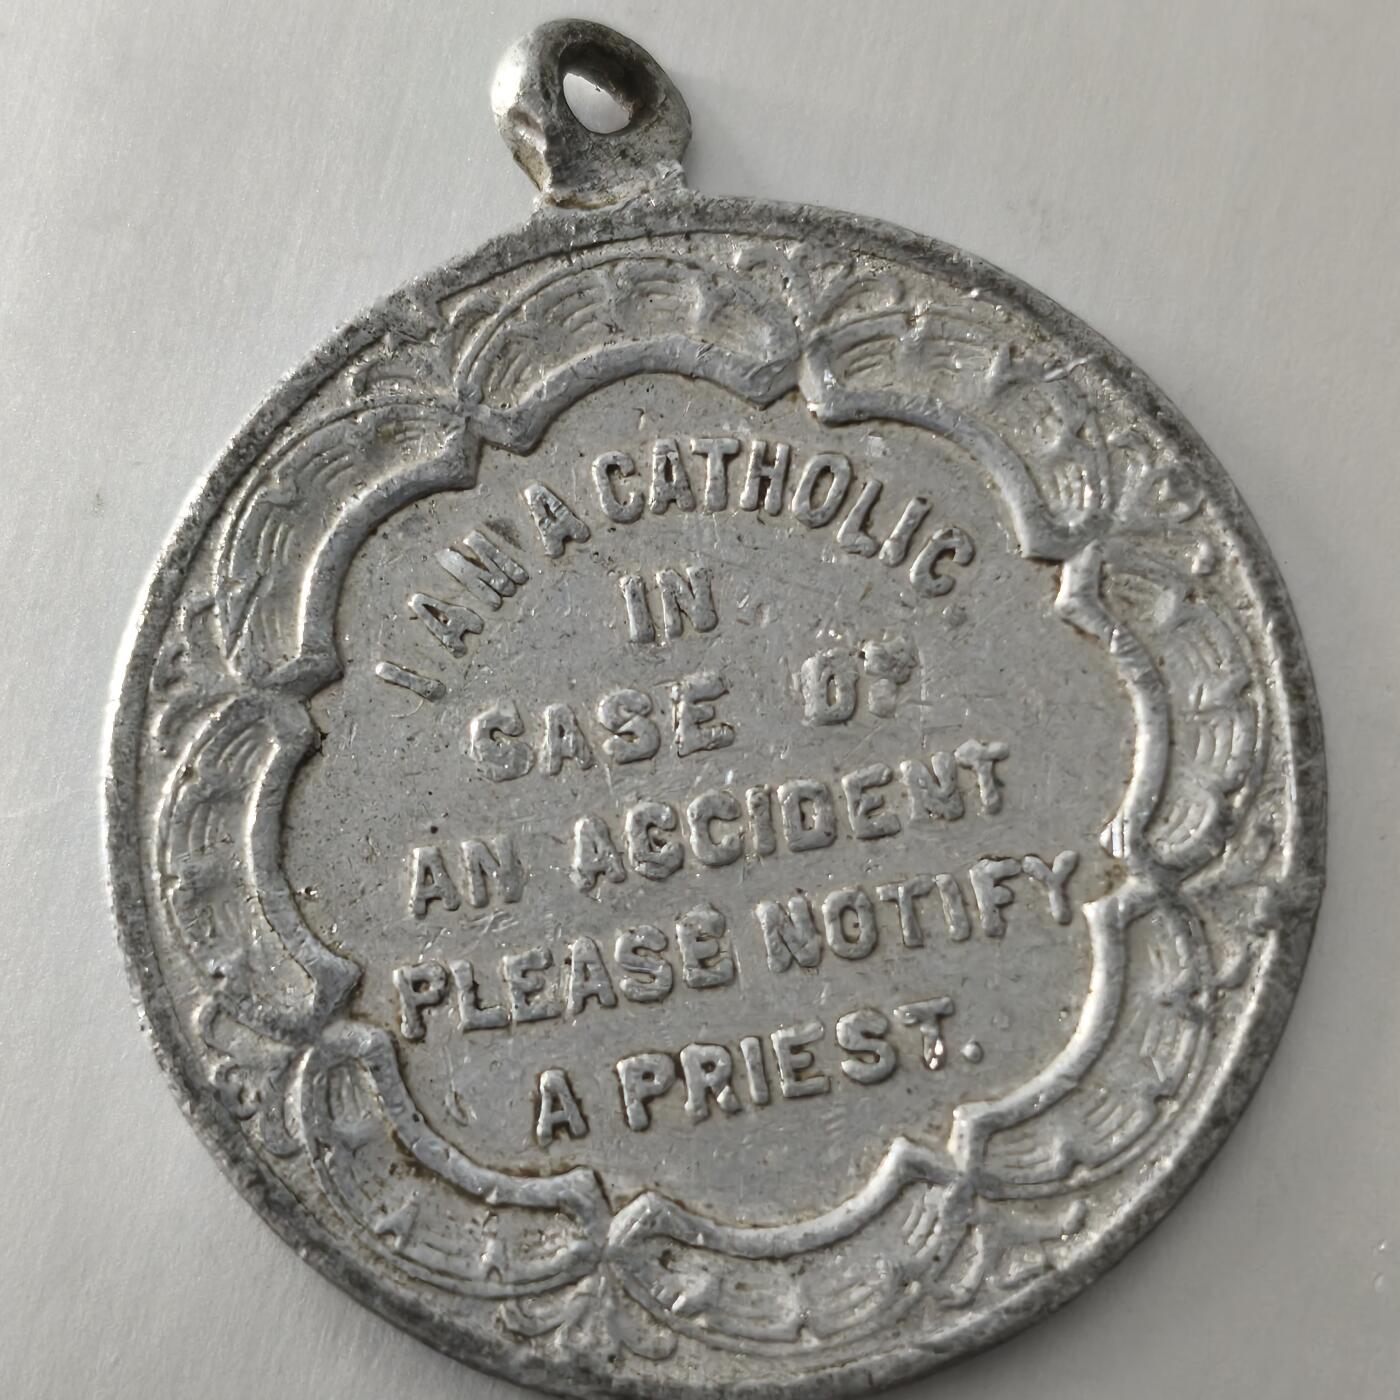 I AM A CATHOLIC
IN
CASE OF
AN ACCIDENT
PLEASE NOTIFY
A PRIEST.